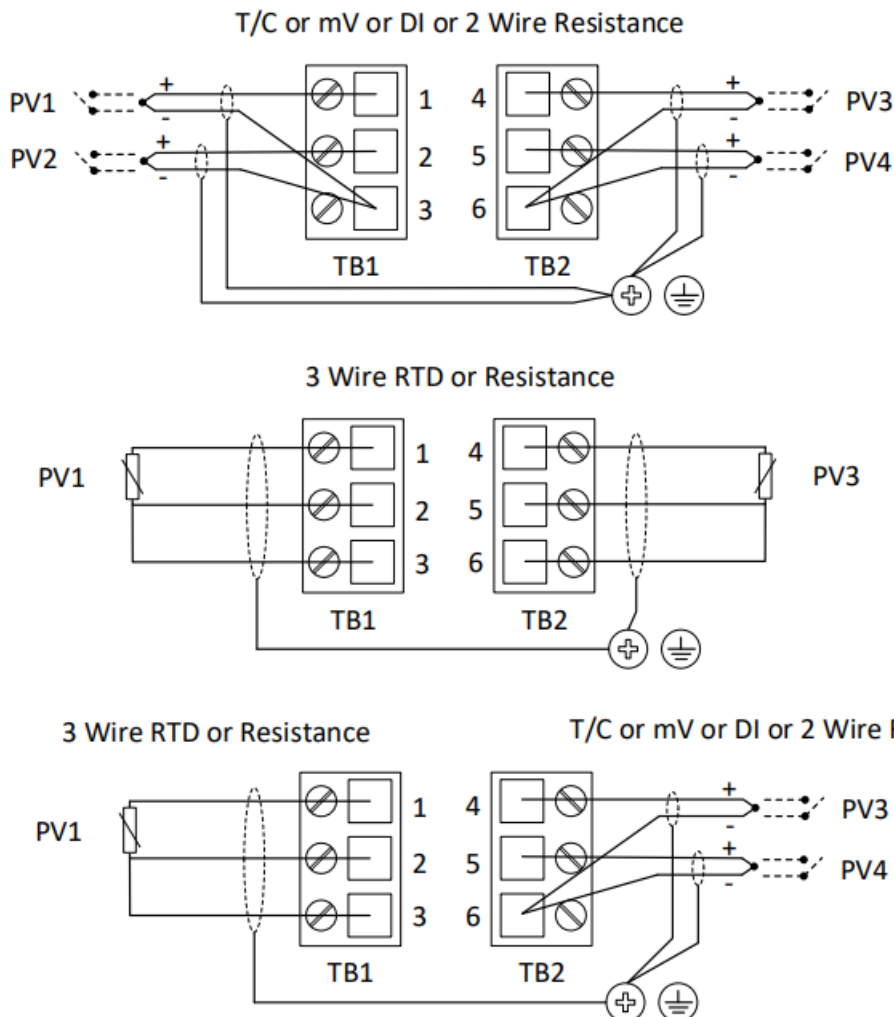 T/C or mV or DI or 2 Wire Resistance
PV1 + - 1 4 + - PV3
PV2 + - 2 5 + - PV4
3 6
TB1 TB2
3 Wire RTD or Resistance
PV1 1 4 PV3
2 5
3 6
TB1 TB2
3 Wire RTD or Resistance T/C or mV or DI or 2 Wire
1 4 + - PV3
PV1 2 5 + - PV4
3 6
TB1 TB2